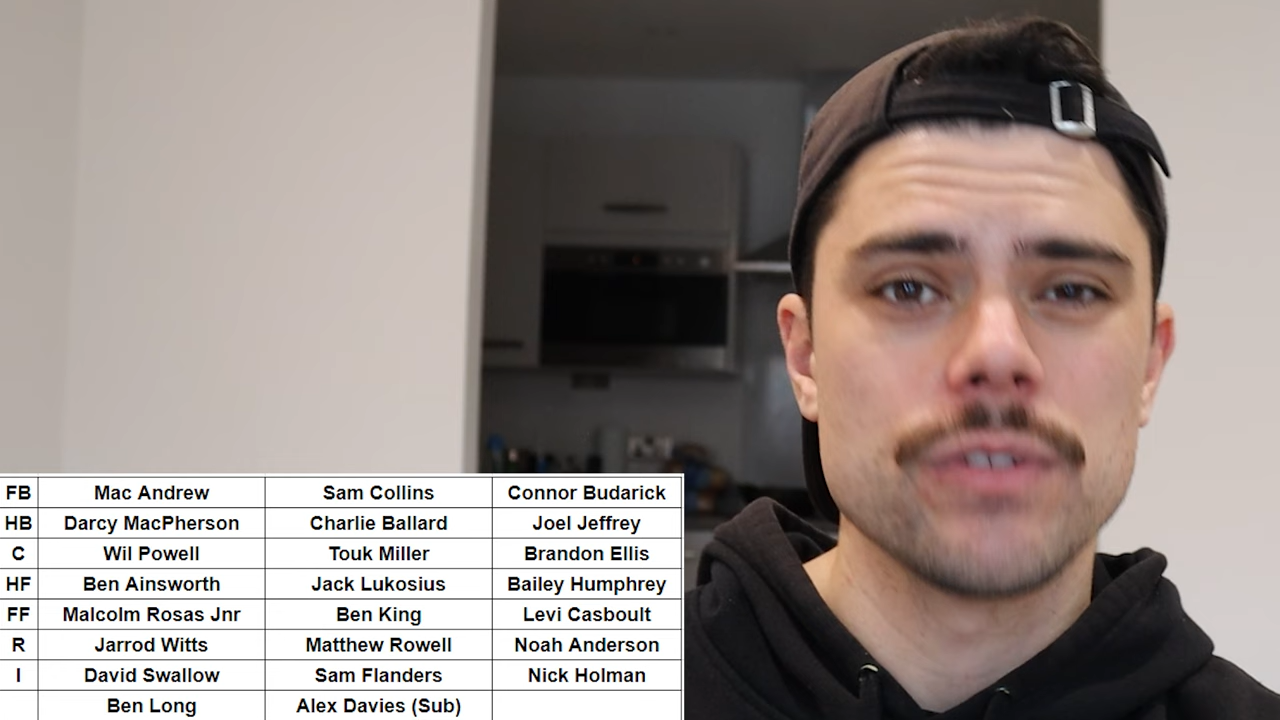 FB Mac Andrew Sam Collins Connor Budarick
HB Darcy MacPherson Charlie Ballard Joel Jeffrey
C Wil Powell Touk Miller Brandon Ellis
HF Ben Ainsworth Jack Lukosius Bailey Humphrey
FF Malcolm Rosas Jnr Ben King Levi Casboult
R Jarrod Witts Matthew Rowell Noah Anderson
I David Swallow Sam Flanders Nick Holman
Ben Long Alex Davies (Sub)